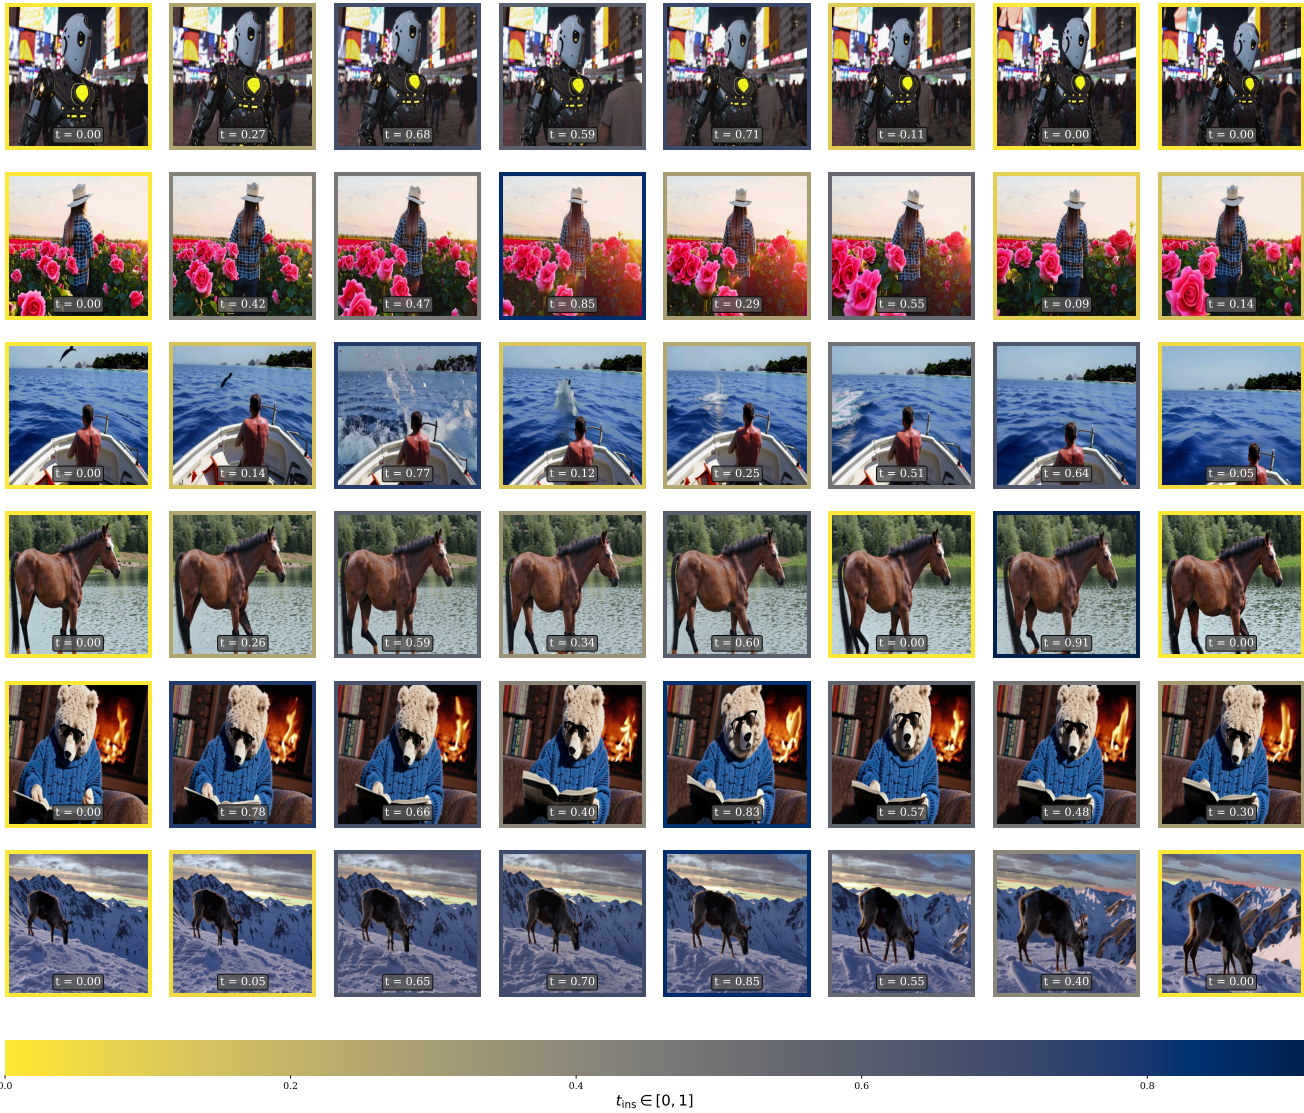 t = 0.00 t = 0.27 t = 0.68 t = 0.59 t = 0.71 t = 0.11 t = 0.00 t = 0.00
t = 0.00 t = 0.42 t = 0.47 t = 0.85 t = 0.29 t = 0.55 t = 0.09 t = 0.14
t = 0.00 t = 0.14 t = 0.77 t = 0.12 t = 0.25 t = 0.51 t = 0.64 t = 0.05
t = 0.00 t = 0.26 t = 0.59 t = 0.34 t = 0.60 t = 0.00 t = 0.91 t = 0.00
t = 0.00 t = 0.78 t = 0.66 t = 0.40 t = 0.83 t = 0.57 t = 0.48 t = 0.30
t = 0.00 t = 0.05 t = 0.65 t = 0.70 t = 0.85 t = 0.55 t = 0.40 t = 0.00
0.0 0.2 0.4 0.6 0.8
t_ins ∈ [0, 1]